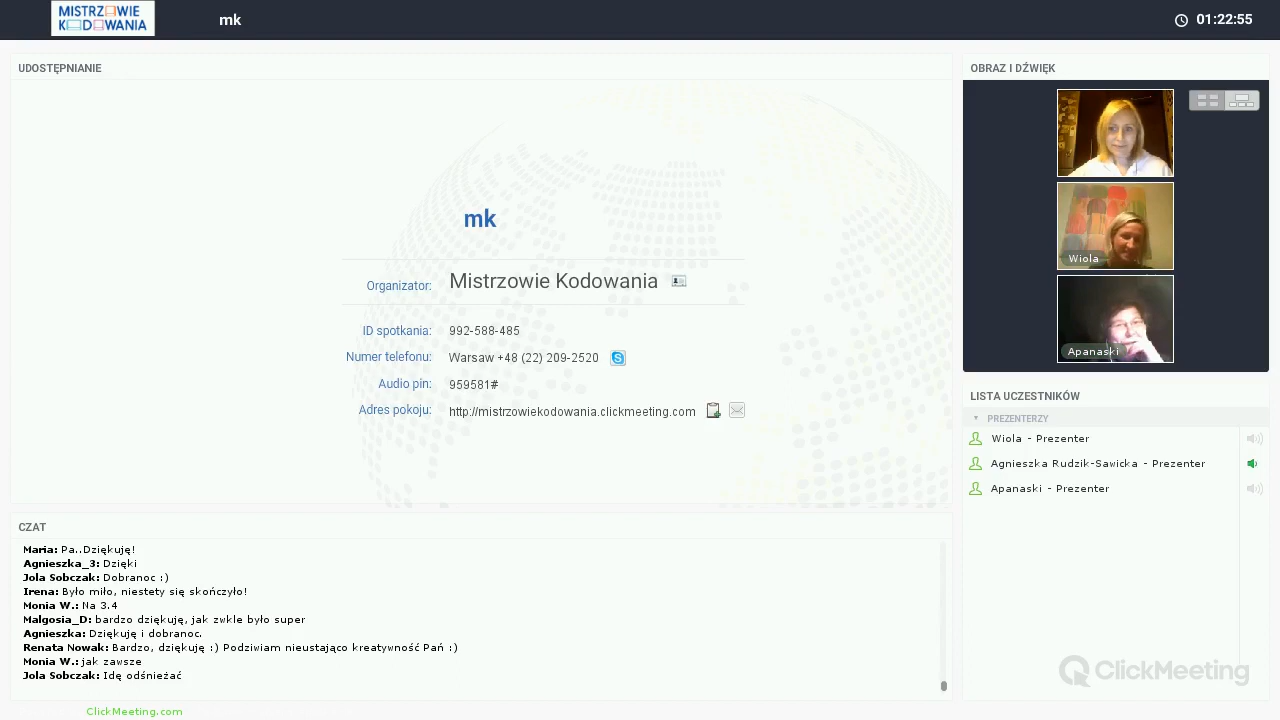 MISTRZOWIE
KODOWANIA
mk
01:22:55
UDOSTĘPNIANIE
mk
Organizator: Mistrzowie Kodowania
ID spotkania: 992-588-485
Numer telefonu: Warsaw +48 (22) 209-2520
Audio pin: 959581#
Adres pokoju: http://mistrzowiekodowania.clickmeeting.com
OBRAZ I DŹWIĘK
Wiola
Apanaski
LISTA UCZESTNIKÓW
PREZENTERZY
Wiola - Prezenter
Agnieszka Rudzik-Sawicka - Prezenter
Apanaski - Prezenter
ClickMeeting
CZAT
Maria: Pa..Dziękuję!
Agnieszka_3: Dzięki
Jola Sobczak: Dobranoc :)
Irena: Było miło, niestety się skończyło!
Monia W.: Na 3.4
Malgosia_D: bardzo dziękuję, jak zwkle było super
Agnieszka: Dziękuję i dobranoc.
Renata Nowak: Bardzo, dziękuję :) Podziwiam nieustająco kreatywność Pań :)
Monia W.: jak zawsze
Jola Sobczak: Idę odśnieżać
ClickMeeting.com